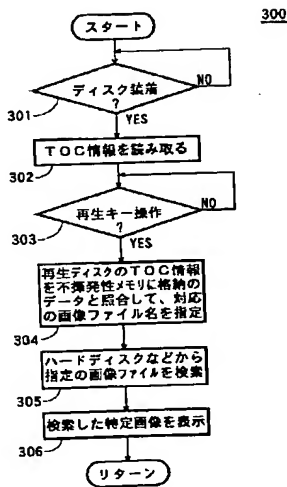 300
スタート
ディスク装着
?
NO
301
YES
TOC情報を読み取る
302
再生キー操作
?
NO
303
YES
再生ディスクのTOC情報
を不揮発性メモリに格納の
データと照合して、対応
の画像ファイル名を指定
304
ハードディスクなどから
指定の画像ファイルを検索
305
検索した特定画像を表示
306
リターン